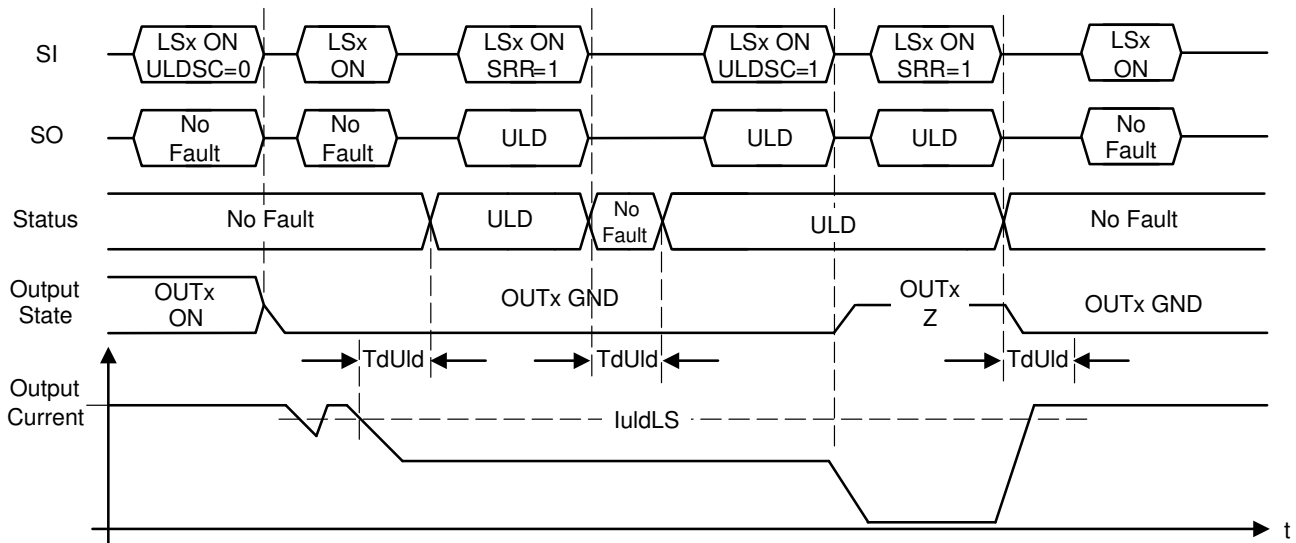 SI
LSx ON
ULDSC=0
LSx
ON
LSx ON
SRR=1
LSx ON
ULDSC=1
LSx ON
SRR=1
LSx
ON
SO
No
Fault
No
Fault
ULD
ULD
ULD
No
Fault
Status
No Fault
ULD
No
Fault
ULD
No Fault
Output
State
OUTx
ON
OUTx GND
OUTx
Z
OUTx GND
TdUld
TdUld
TdUld
Output
Current
IuldLS
t